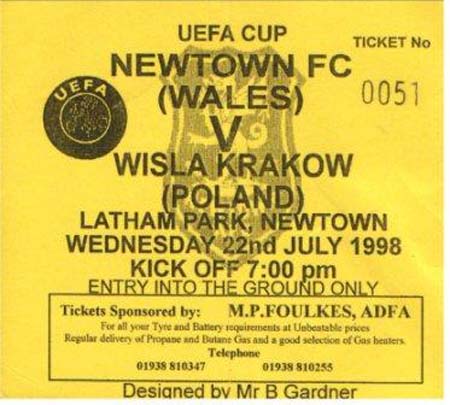 UEFA CUP
TICKET No
NEWTOWN FC
UEFA
(WALES)
0051
V
WISLA KRAKOW
(POLAND)
LATHAM PARK, NEWTOWN
WEDNESDAY 22nd JULY 1998
KICK OFF 7:00 pm
ENTRY INTO THE GROUND ONLY
Tickets Sponsored by: M.P.FOULKES, ADFA
For all your Tyre and Battery requirements at Unbeatable prices
Regular delivery of Propane and Butane Gas and a good selection of Gas heaters.
Telephone
01938 810347 01938 810255
Designed by Mr B Gardner